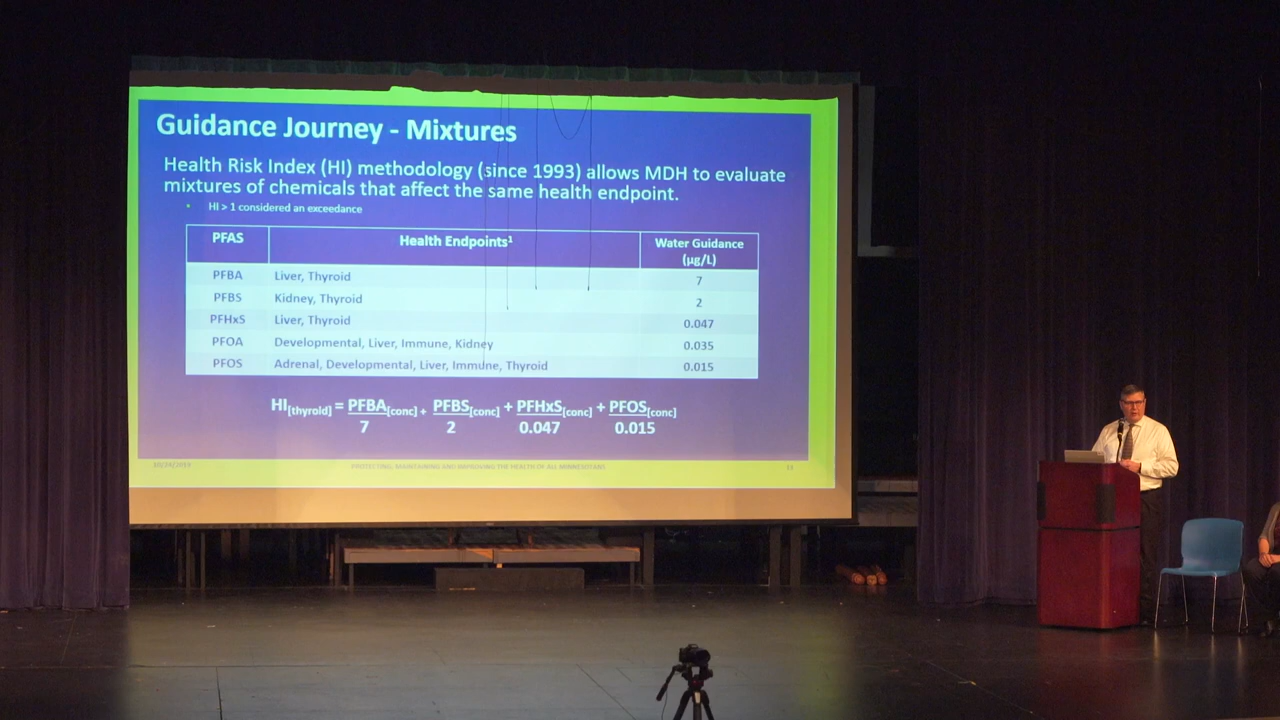 Guidance Journey - Mixtures
Health Risk Index (HI) methodology (since 1993) allows MDH to evaluate
mixtures of chemicals that affect the same health endpoint.
• HI > 1 considered an exceedance
PFAS Health Endpoints¹ Water Guidance
(µg/L)
PFBA Liver, Thyroid 7
PFBS Kidney, Thyroid 2
PFHxS Liver, Thyroid 0.047
PFOA Developmental, Liver, Immune, Kidney 0.035
PFOS Adrenal, Developmental, Liver, Immune, Thyroid 0.015
HI[thyroid] = PFBA[conc] + PFBS[conc] + PFHxS[conc] + PFOS[conc]
7 2 0.047 0.015
PROTECTING, MAINTAINING AND IMPROVING THE HEALTH OF ALL MINNESOTANS